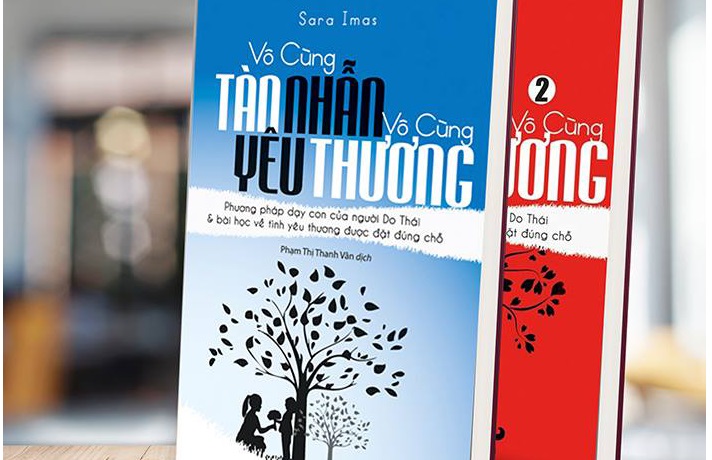 Sara Imas
Vô Cùng
TÀN NHẪN
Vô Cùng
YÊU THƯƠNG
Phương pháp dạy con của người Do Thái
& bài học về tình yêu thương được đặt đúng chỗ
Phạm Thị Thanh Vân dịch
2
Vô Cùng
ƯƠNG
Do Thái
đặt đúng chỗ